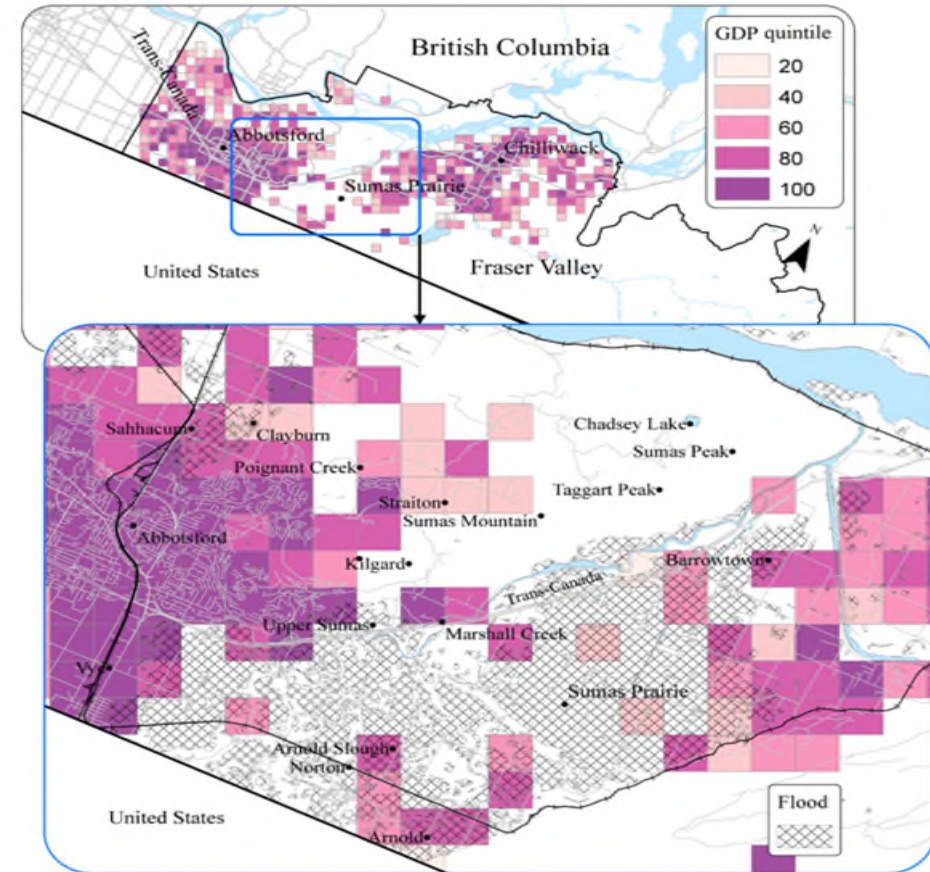 British Columbia
GDP quintile
20
40
60
80
100
Trans-Canada
Abbotsford
Chilliwack
Sumas Prairie
N
United States
Fraser Valley
Sahhacum
Clayburn
Chadsey Lake
Sumas Peak
Poignant Creek
Taggart Peak
Straiton
Sumas Mountain
Abbotsford
Kilgard
Barrowtown
Trans-Canada
Upper Sumas
Marshall Creek
Vye
Sumas Prairie
Arnold Slough
Norton
Flood
United States
Arnold